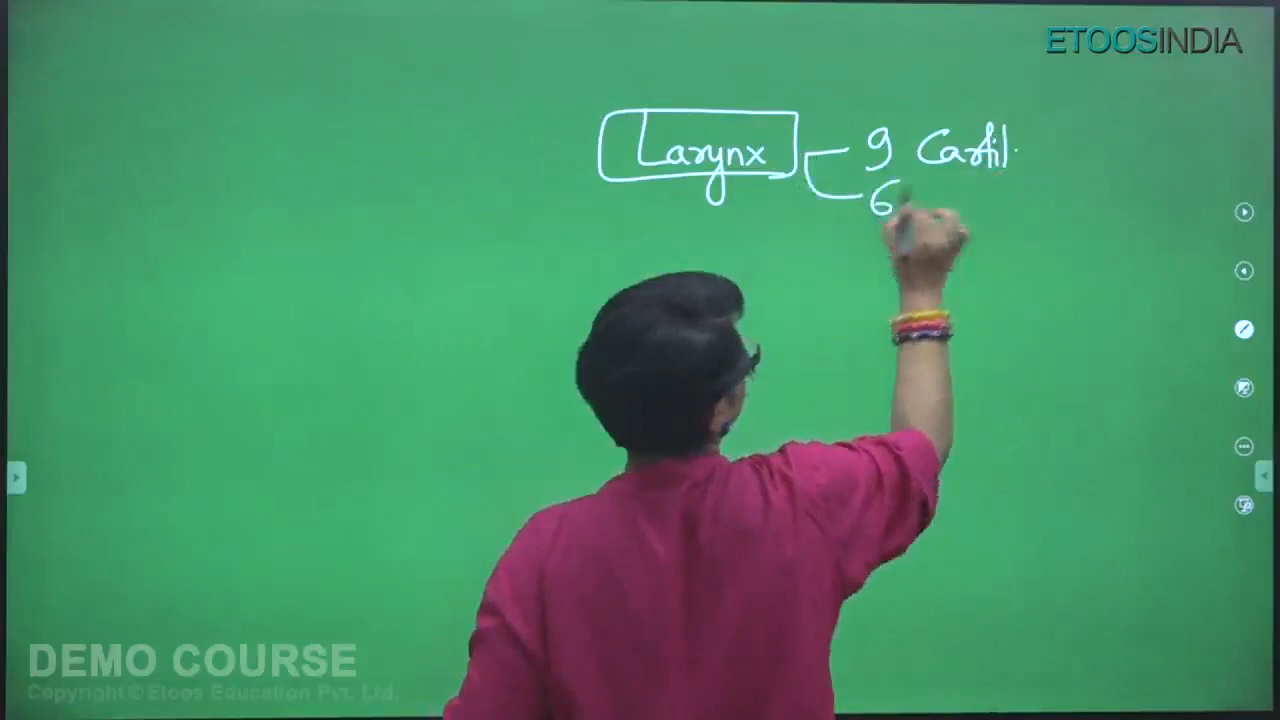 ETOOSINDIA
Larynx 9 Cartil.
6
DEMO COURSE
Copyright © Etoos Education Pvt. Ltd.